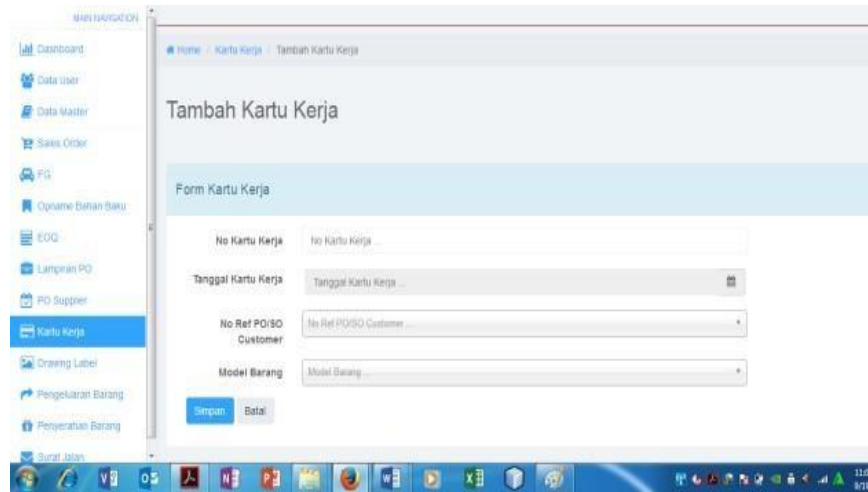 MAIN NAVIGATION
Dashboard
Data User
Data Master
Sales Order
FG
Opname Bahan Baku
EOQ
Lampiran PO
PO Supplier
Kartu Kerja
Drawing Label
Pengeluaran Barang
Penyerahan Barang
Surat Jalan
Home / Kartu Kerja / Tambah Kartu Kerja
Tambah Kartu Kerja
Form Kartu Kerja
No Kartu Kerja No Kartu Kerja ...
Tanggal Kartu Kerja Tanggal Kartu Kerja ...
No Ref PO/SO
Customer
No Ref PO/SO Customer ...
Model Barang Model Barang ...
Simpan Batal